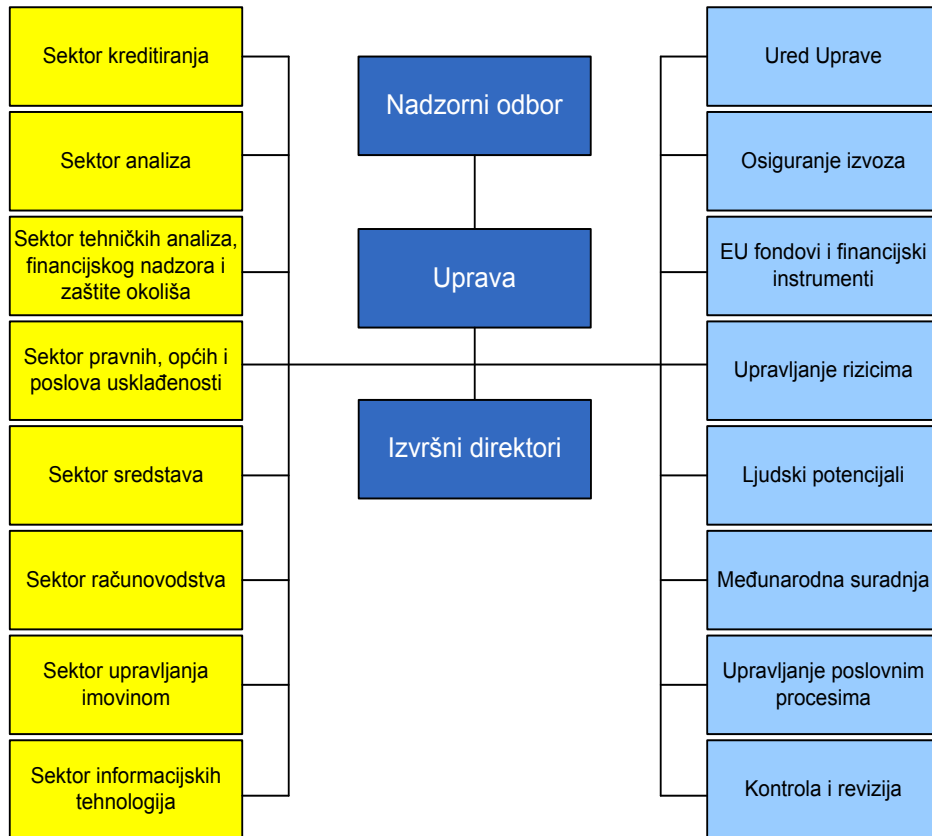 Sektor kreditiranja
Sektor analiza
Sektor tehničkih analiza,
financijskog nadzora i
zaštite okoliša
Sektor pravnih, općih i
poslova usklađenosti
Sektor sredstava
Sektor računovodstva
Sektor upravljanja
imovinom
Sektor informacijskih
tehnologija
Nadzorni odbor
Uprava
Izvršni direktori
Ured Uprave
Osiguranje izvoza
EU fondovi i financijski
instrumenti
Upravljanje rizicima
Ljudski potencijali
Međunarodna suradnja
Upravljanje poslovnim
procesima
Kontrola i revizija